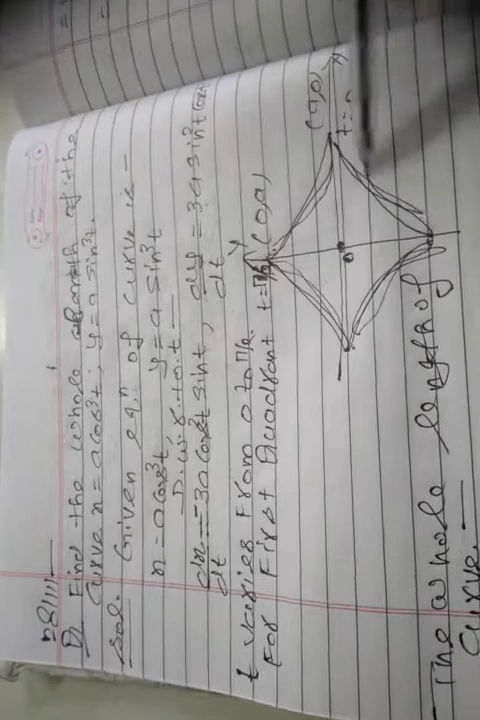 Find the whole length of the
curve x = a cos³t; y = a sin³t.
Sol. Given eqⁿ of curve is -
x = a cos³t, y = a sin³t
D. w. r. to. t -
dx/dt = -3a cos²t sint, dy/dt = 3a sin²t cos
t varies from 0 to π/2
For First Quadrant t = π/2 (0,a)
y
(a,0)
t=0
x
0
The whole length of
curve. -